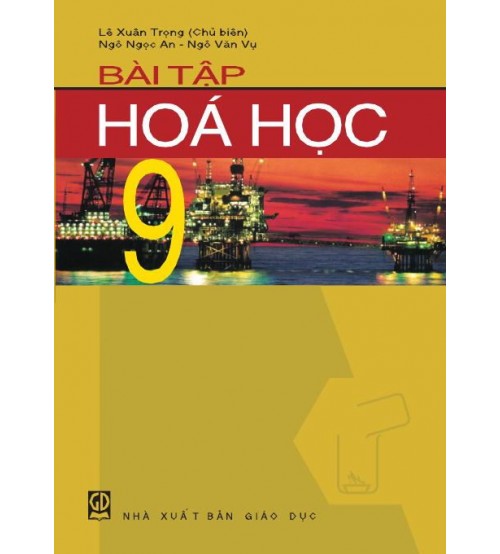 Lê Xuân Trọng (Chủ biên)
Ngô Ngọc An - Ngô Văn Vụ
BÀI TẬP
HOÁ HỌC
9
GD
NHÀ XUẤT BẢN GIÁO DỤC